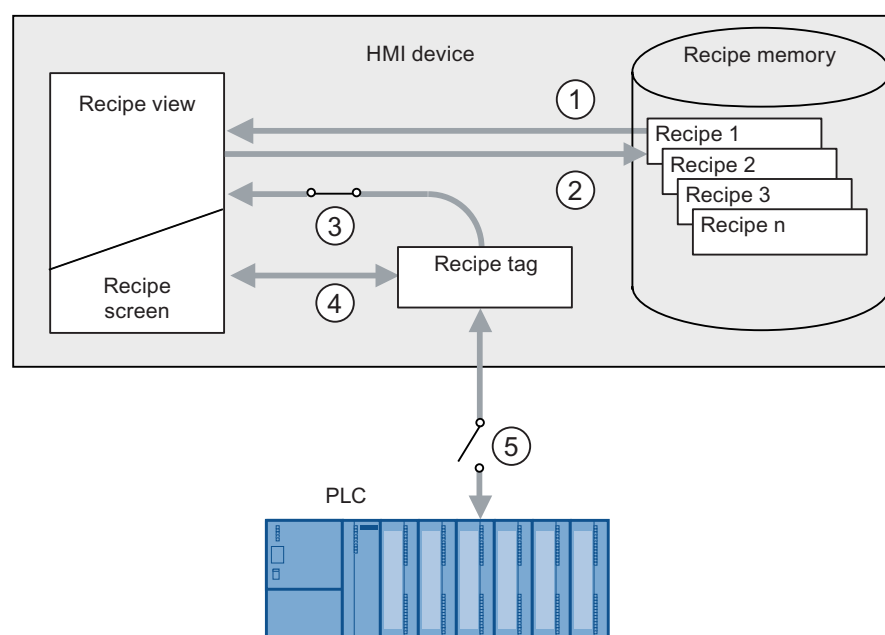 HMI device
Recipe memory
Recipe view
1
Recipe 1
Recipe 2
2
Recipe 3
Recipe n
3
Recipe tag
Recipe
screen
4
5
PLC